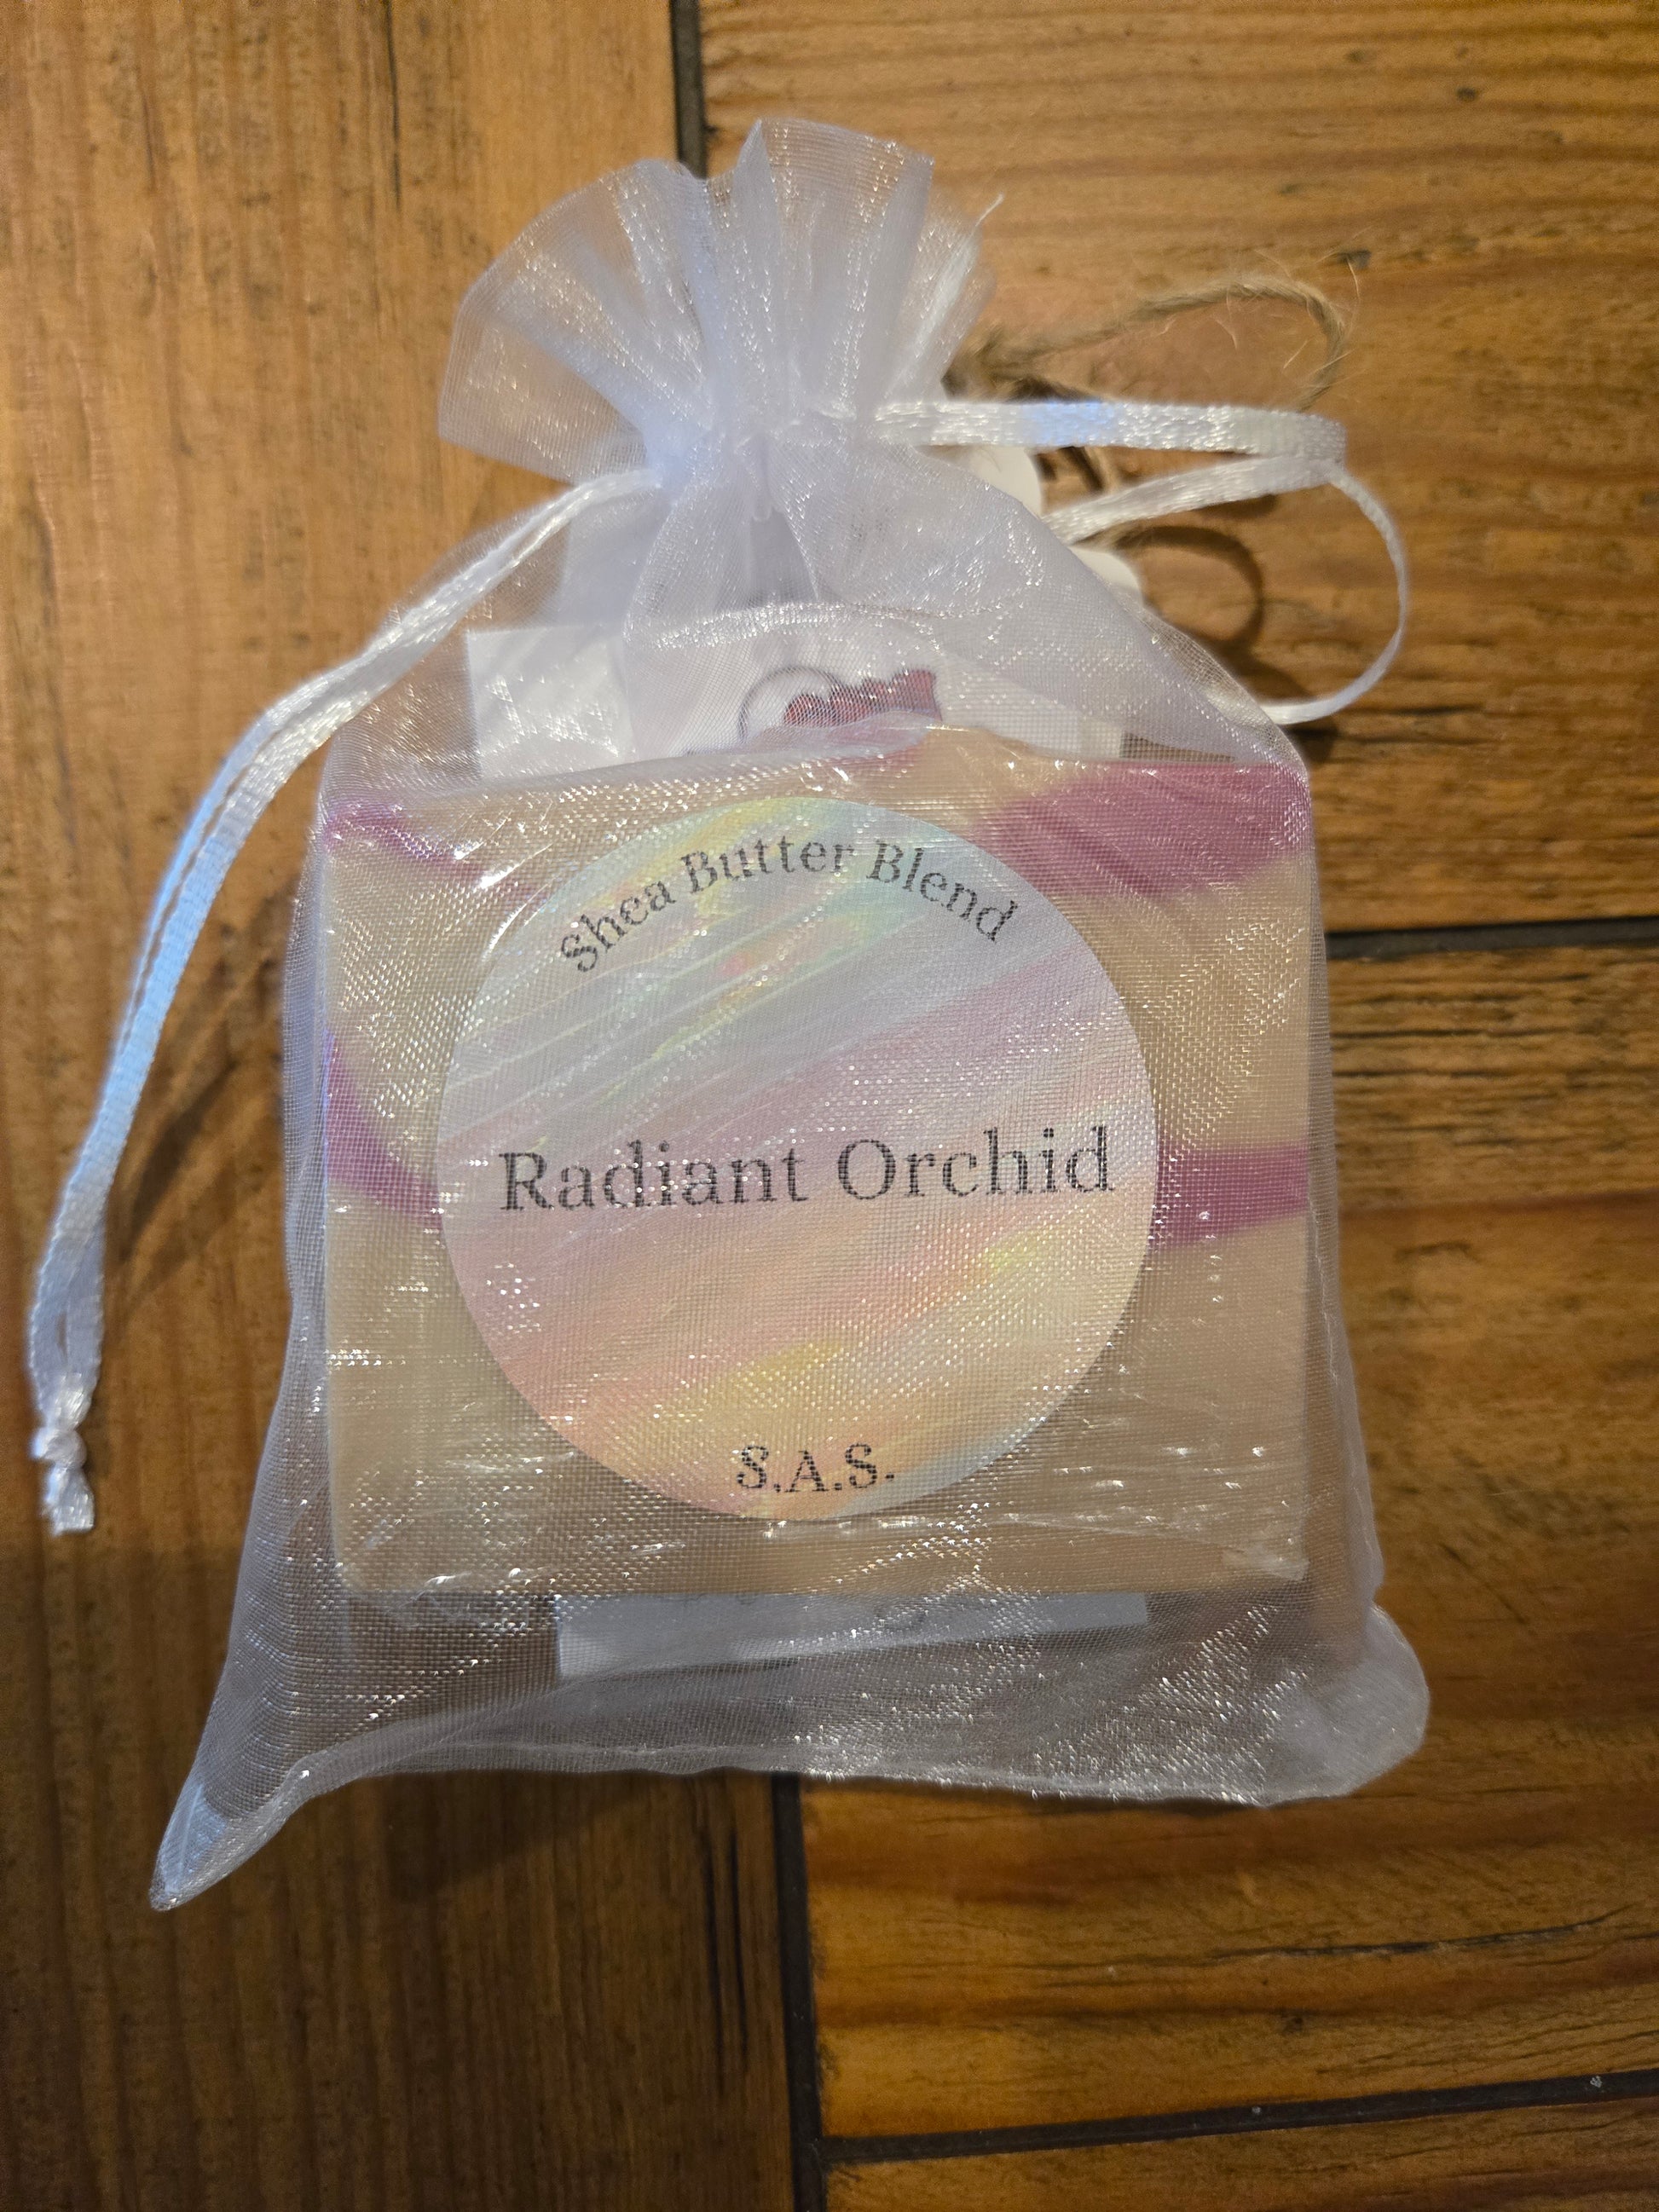 Shea Butter Blend
Radiant Orchid
S.A.S.